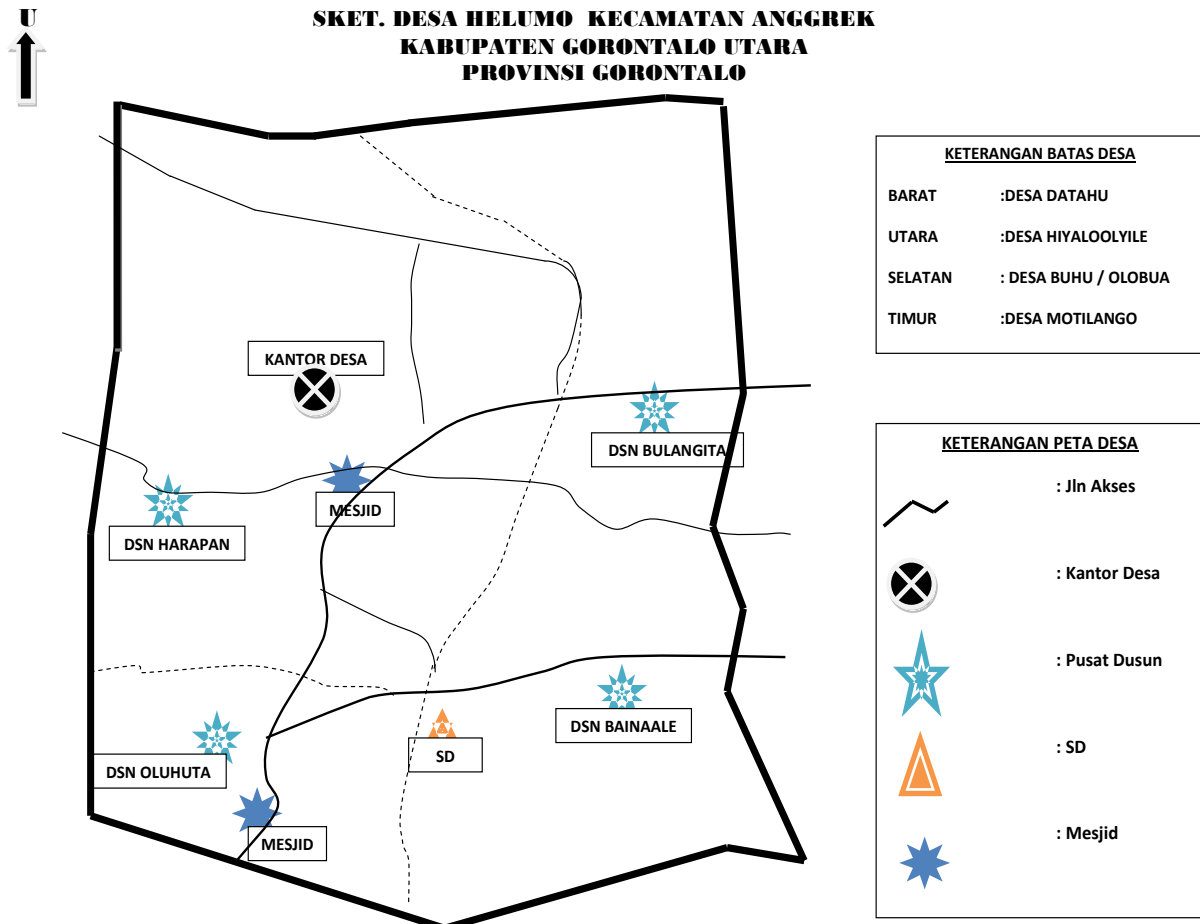 U
SKET. DESA HELUMO KECAMATAN ANGGREK
KABUPATEN GORONTALO UTARA
PROVINSI GORONTALO
KETERANGAN BATAS DESA
BARAT :DESA DATAHU
UTARA :DESA HIYALOOLYILE
SELATAN : DESA BUHU / OLOBUA
TIMUR :DESA MOTILANGO
KANTOR DESA
DSN BULANGITA
MESJID
DSN HARAPAN
DSN BAINAALE
SD
DSN OLUHUTA
MESJID
KETERANGAN PETA DESA
: Jln Akses
: Kantor Desa
: Pusat Dusun
: SD
: Mesjid